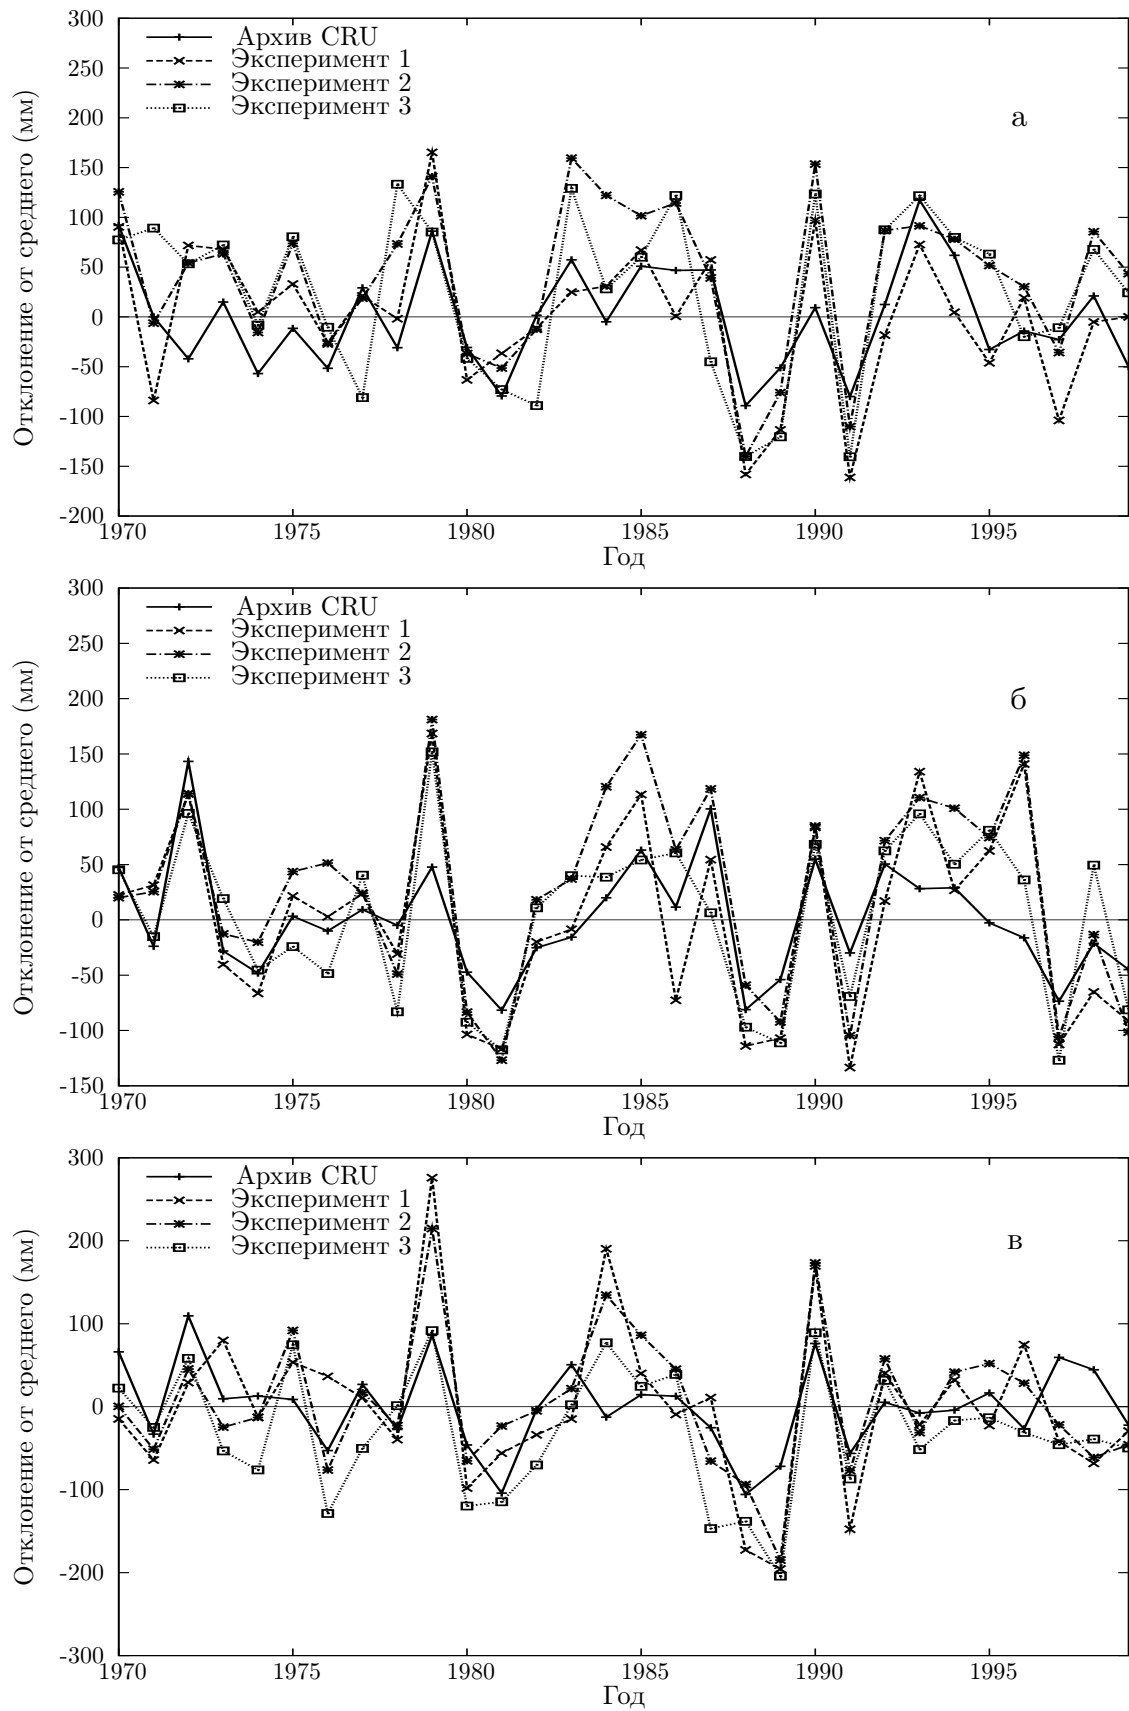 300
250
200
150
100
50
0
-50
-100
-150
-200
1970 1975 1980 1985 1990 1995
Отклонение от среднего (мм)
Год
Архив CRU
Эксперимент 1
Эксперимент 2
Эксперимент 3
а
300
250
200
150
100
50
0
-50
-100
-150
1970 1975 1980 1985 1990 1995
Отклонение от среднего (мм)
Год
Архив CRU
Эксперимент 1
Эксперимент 2
Эксперимент 3
б
300
200
100
0
-100
-200
-300
1970 1975 1980 1985 1990 1995
Отклонение от среднего (мм)
Год
Архив CRU
Эксперимент 1
Эксперимент 2
Эксперимент 3
в